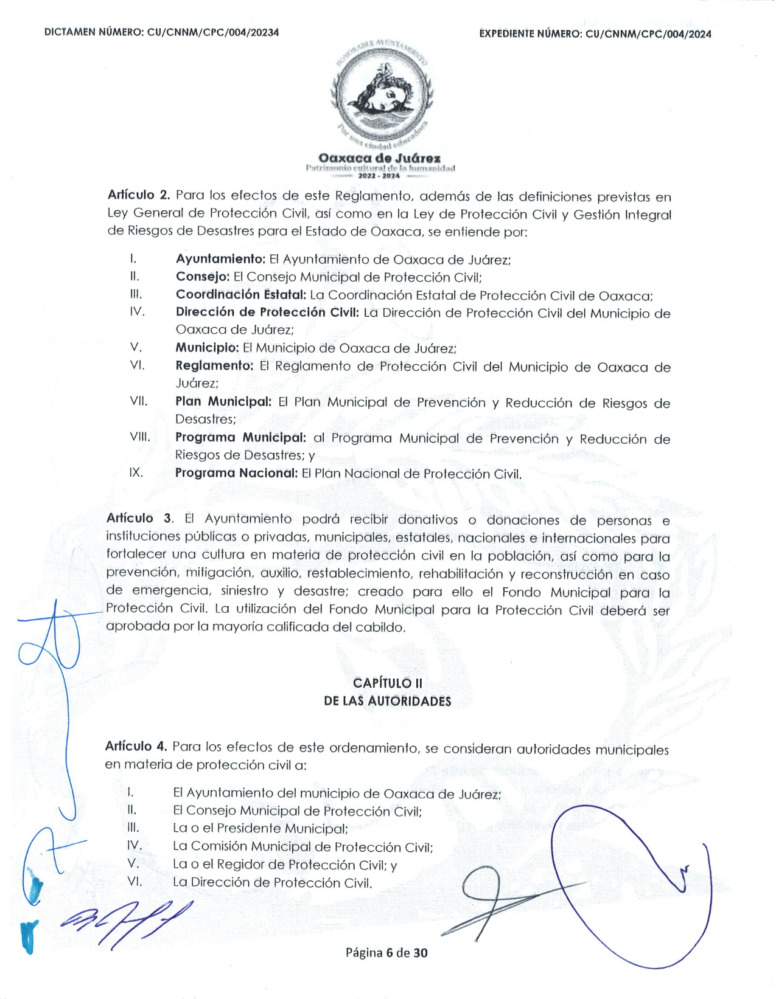 DICTAMEN NÚMERO: CU/CNNM/CPC/004/20234
EXPEDIENTE NÚMERO: CU/CNNM/CPC/004/2024
HONORABLE AYUNTAMIENTO
Por una ciudad educadora
Oaxaca de Juárez
Patrimonio cultural de la humanidad
2022 - 2024
Artículo 2. Para los efectos de este Reglamento, además de las definiciones previstas en
Ley General de Protección Civil, así como en la Ley de Protección Civil y Gestión Integral
de Riesgos de Desastres para el Estado de Oaxaca, se entiende por:
I. Ayuntamiento: El Ayuntamiento de Oaxaca de Juárez;
II. Consejo: El Consejo Municipal de Protección Civil;
III. Coordinación Estatal: La Coordinación Estatal de Protección Civil de Oaxaca;
IV. Dirección de Protección Civil: La Dirección de Protección Civil del Municipio de
Oaxaca de Juárez;
V. Municipio: El Municipio de Oaxaca de Juárez;
VI. Reglamento: El Reglamento de Protección Civil del Municipio de Oaxaca de
Juárez;
VII. Plan Municipal: El Plan Municipal de Prevención y Reducción de Riesgos de
Desastres;
VIII. Programa Municipal: al Programa Municipal de Prevención y Reducción de
Riesgos de Desastres; y
IX. Programa Nacional: El Plan Nacional de Protección Civil.
Artículo 3. El Ayuntamiento podrá recibir donativos o donaciones de personas e
instituciones públicas o privadas, municipales, estatales, nacionales e internacionales para
fortalecer una cultura en materia de protección civil en la población, así como para la
prevención, mitigación, auxilio, restablecimiento, rehabilitación y reconstrucción en caso
de emergencia, siniestro y desastre; creado para ello el Fondo Municipal para la
Protección Civil. La utilización del Fondo Municipal para la Protección Civil deberá ser
aprobada por la mayoría calificada del cabildo.
CAPÍTULO II
DE LAS AUTORIDADES
Artículo 4. Para los efectos de este ordenamiento, se consideran autoridades municipales
en materia de protección civil a:
I. El Ayuntamiento del municipio de Oaxaca de Juárez;
II. El Consejo Municipal de Protección Civil;
III. La o el Presidente Municipal;
IV. La Comisión Municipal de Protección Civil;
V. La o el Regidor de Protección Civil; y
VI. La Dirección de Protección Civil.
Página 6 de 30